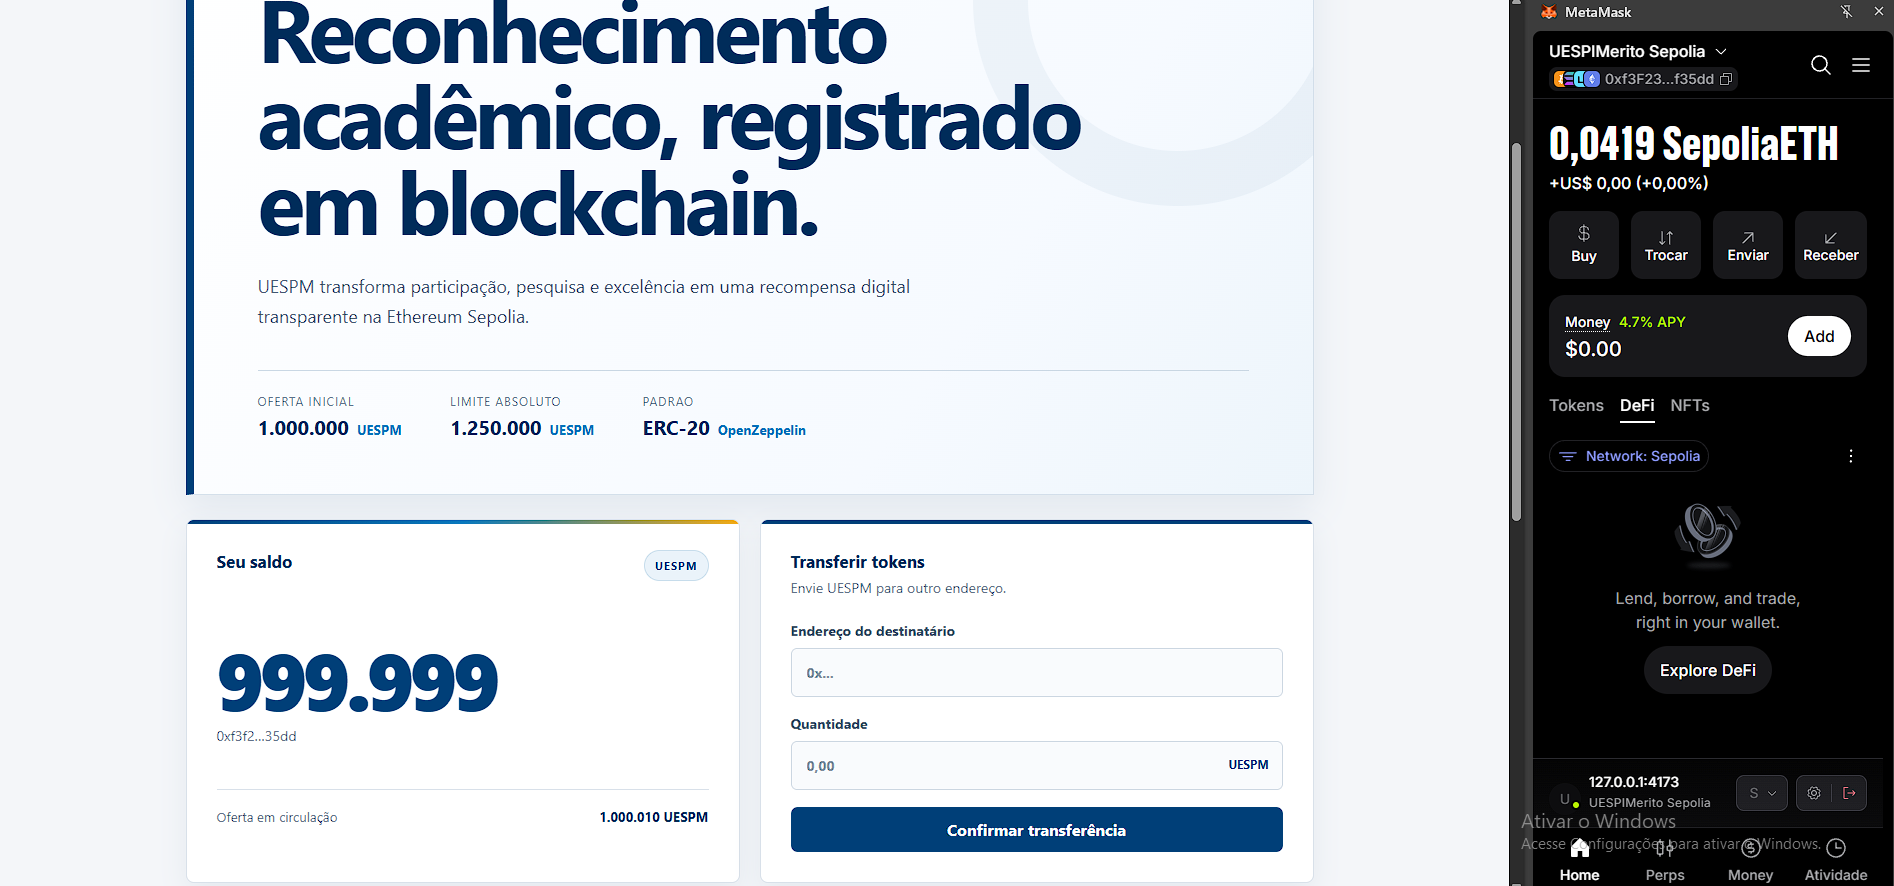 Reconhecimento
acadêmico, registrado
em blockchain.
UESPM transforma participação, pesquisa e excelência em uma recompensa digital
transparente na Ethereum Sepolia.
OFERTA INICIAL
1.000.000 UESPM
LIMITE ABSOLUTO
1.250.000 UESPM
PADRAO
ERC-20 OpenZeppelin
Seu saldo
UESPM
999.999
0xf3f2...35dd
Oferta em circulação
1.000.010 UESPM
Transferir tokens
Envie UESPM para outro endereço.
Endereço do destinatário
0x...
Quantidade
0,00
UESPM
Confirmar transferência
MetaMask
UESPIMerito Sepolia
0xf3F23...f35dd
0,0419 SepoliaETH
+US$ 0,00 (+0,00%)
Buy
Trocar
Enviar
Receber
Money 4.7% APY
$0.00
Add
Tokens DeFi NFTs
Network: Sepolia
Lend, borrow, and trade,
right in your wallet.
Explore DeFi
U
127.0.0.1:4173
UESPIMerito Sepolia
S
Ativar o Windows
Acesse Configurações para ativar o Windows.
Home
Perps
Money
Atividade